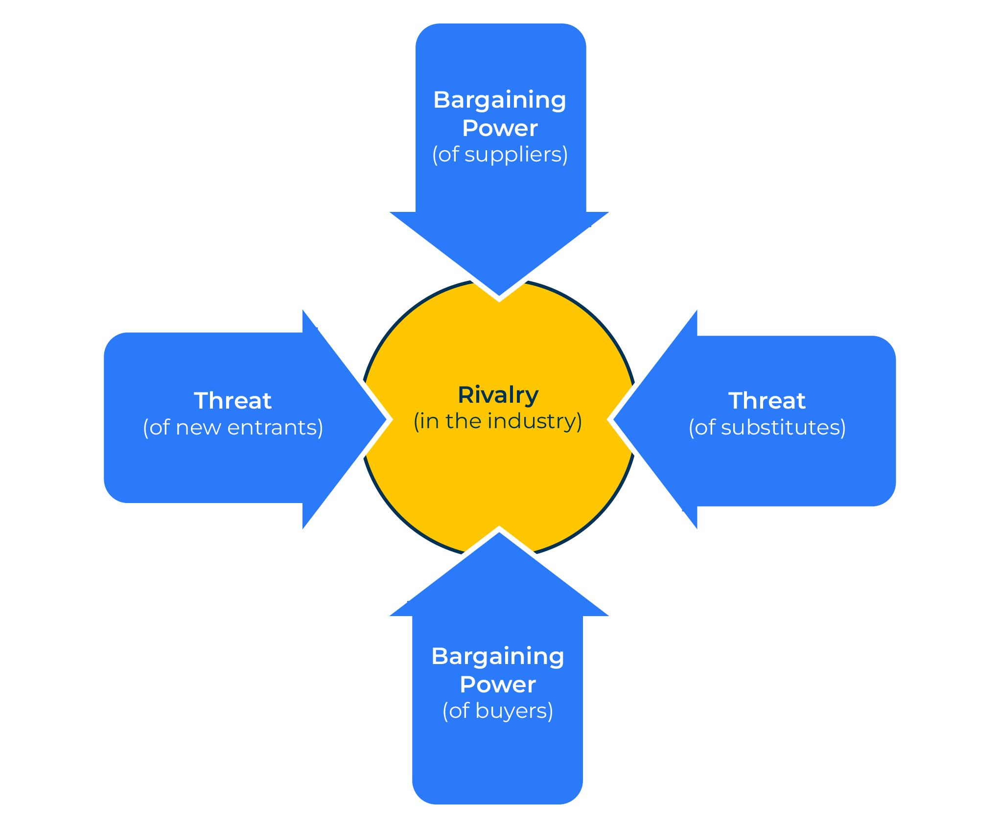 Bargaining
Power
(of suppliers)
Threat
(of new entrants)
Rivalry
(in the industry)
Threat
(of substitutes)
Bargaining
Power
(of buyers)